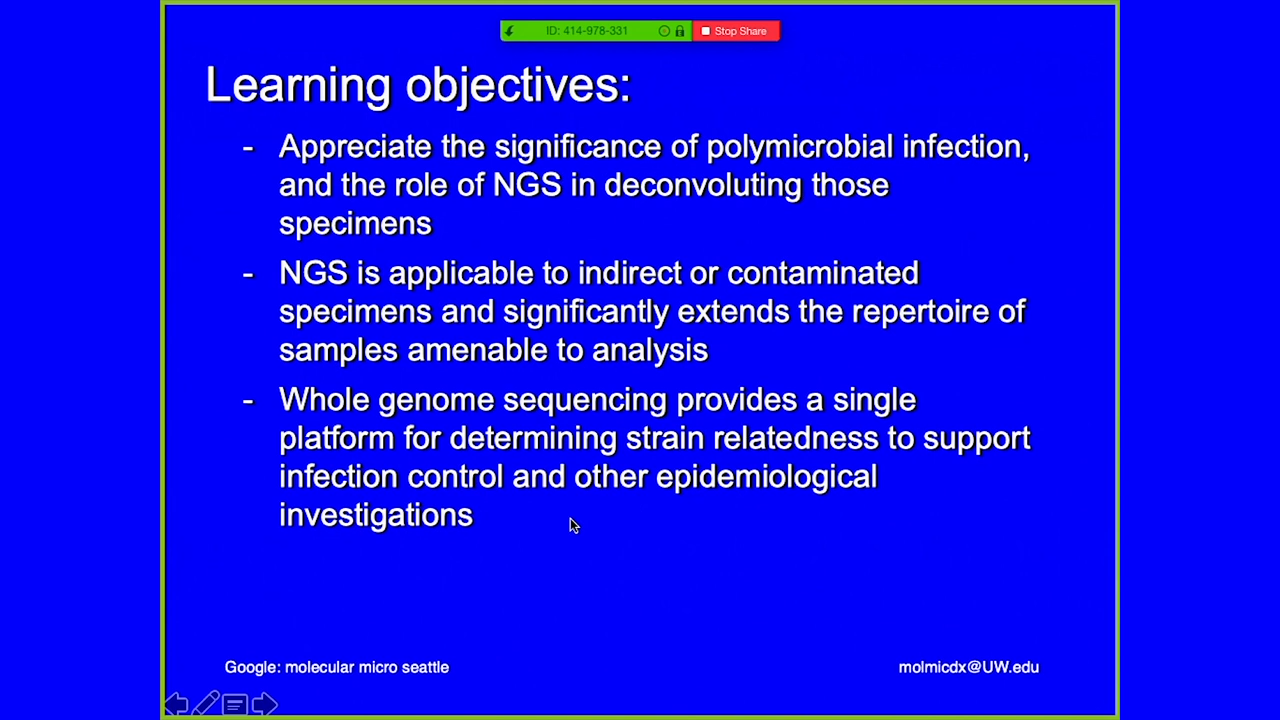 ID: 414-978-331
Stop Share
Learning objectives:
- Appreciate the significance of polymicrobial infection,
and the role of NGS in deconvoluting those
specimens
- NGS is applicable to indirect or contaminated
specimens and significantly extends the repertoire of
samples amenable to analysis
- Whole genome sequencing provides a single
platform for determining strain relatedness to support
infection control and other epidemiological
investigations
Google: molecular micro seattle
molmicdx@UW.edu